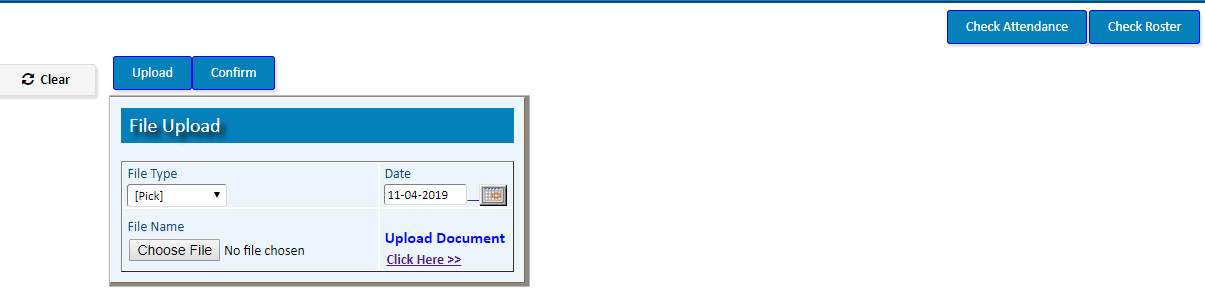 Check Attendance Check Roster
Clear Upload Confirm
File Upload
File Type Date
[Pick] 11-04-2019
File Name
Upload Document
Choose File No file chosen
Click Here >>